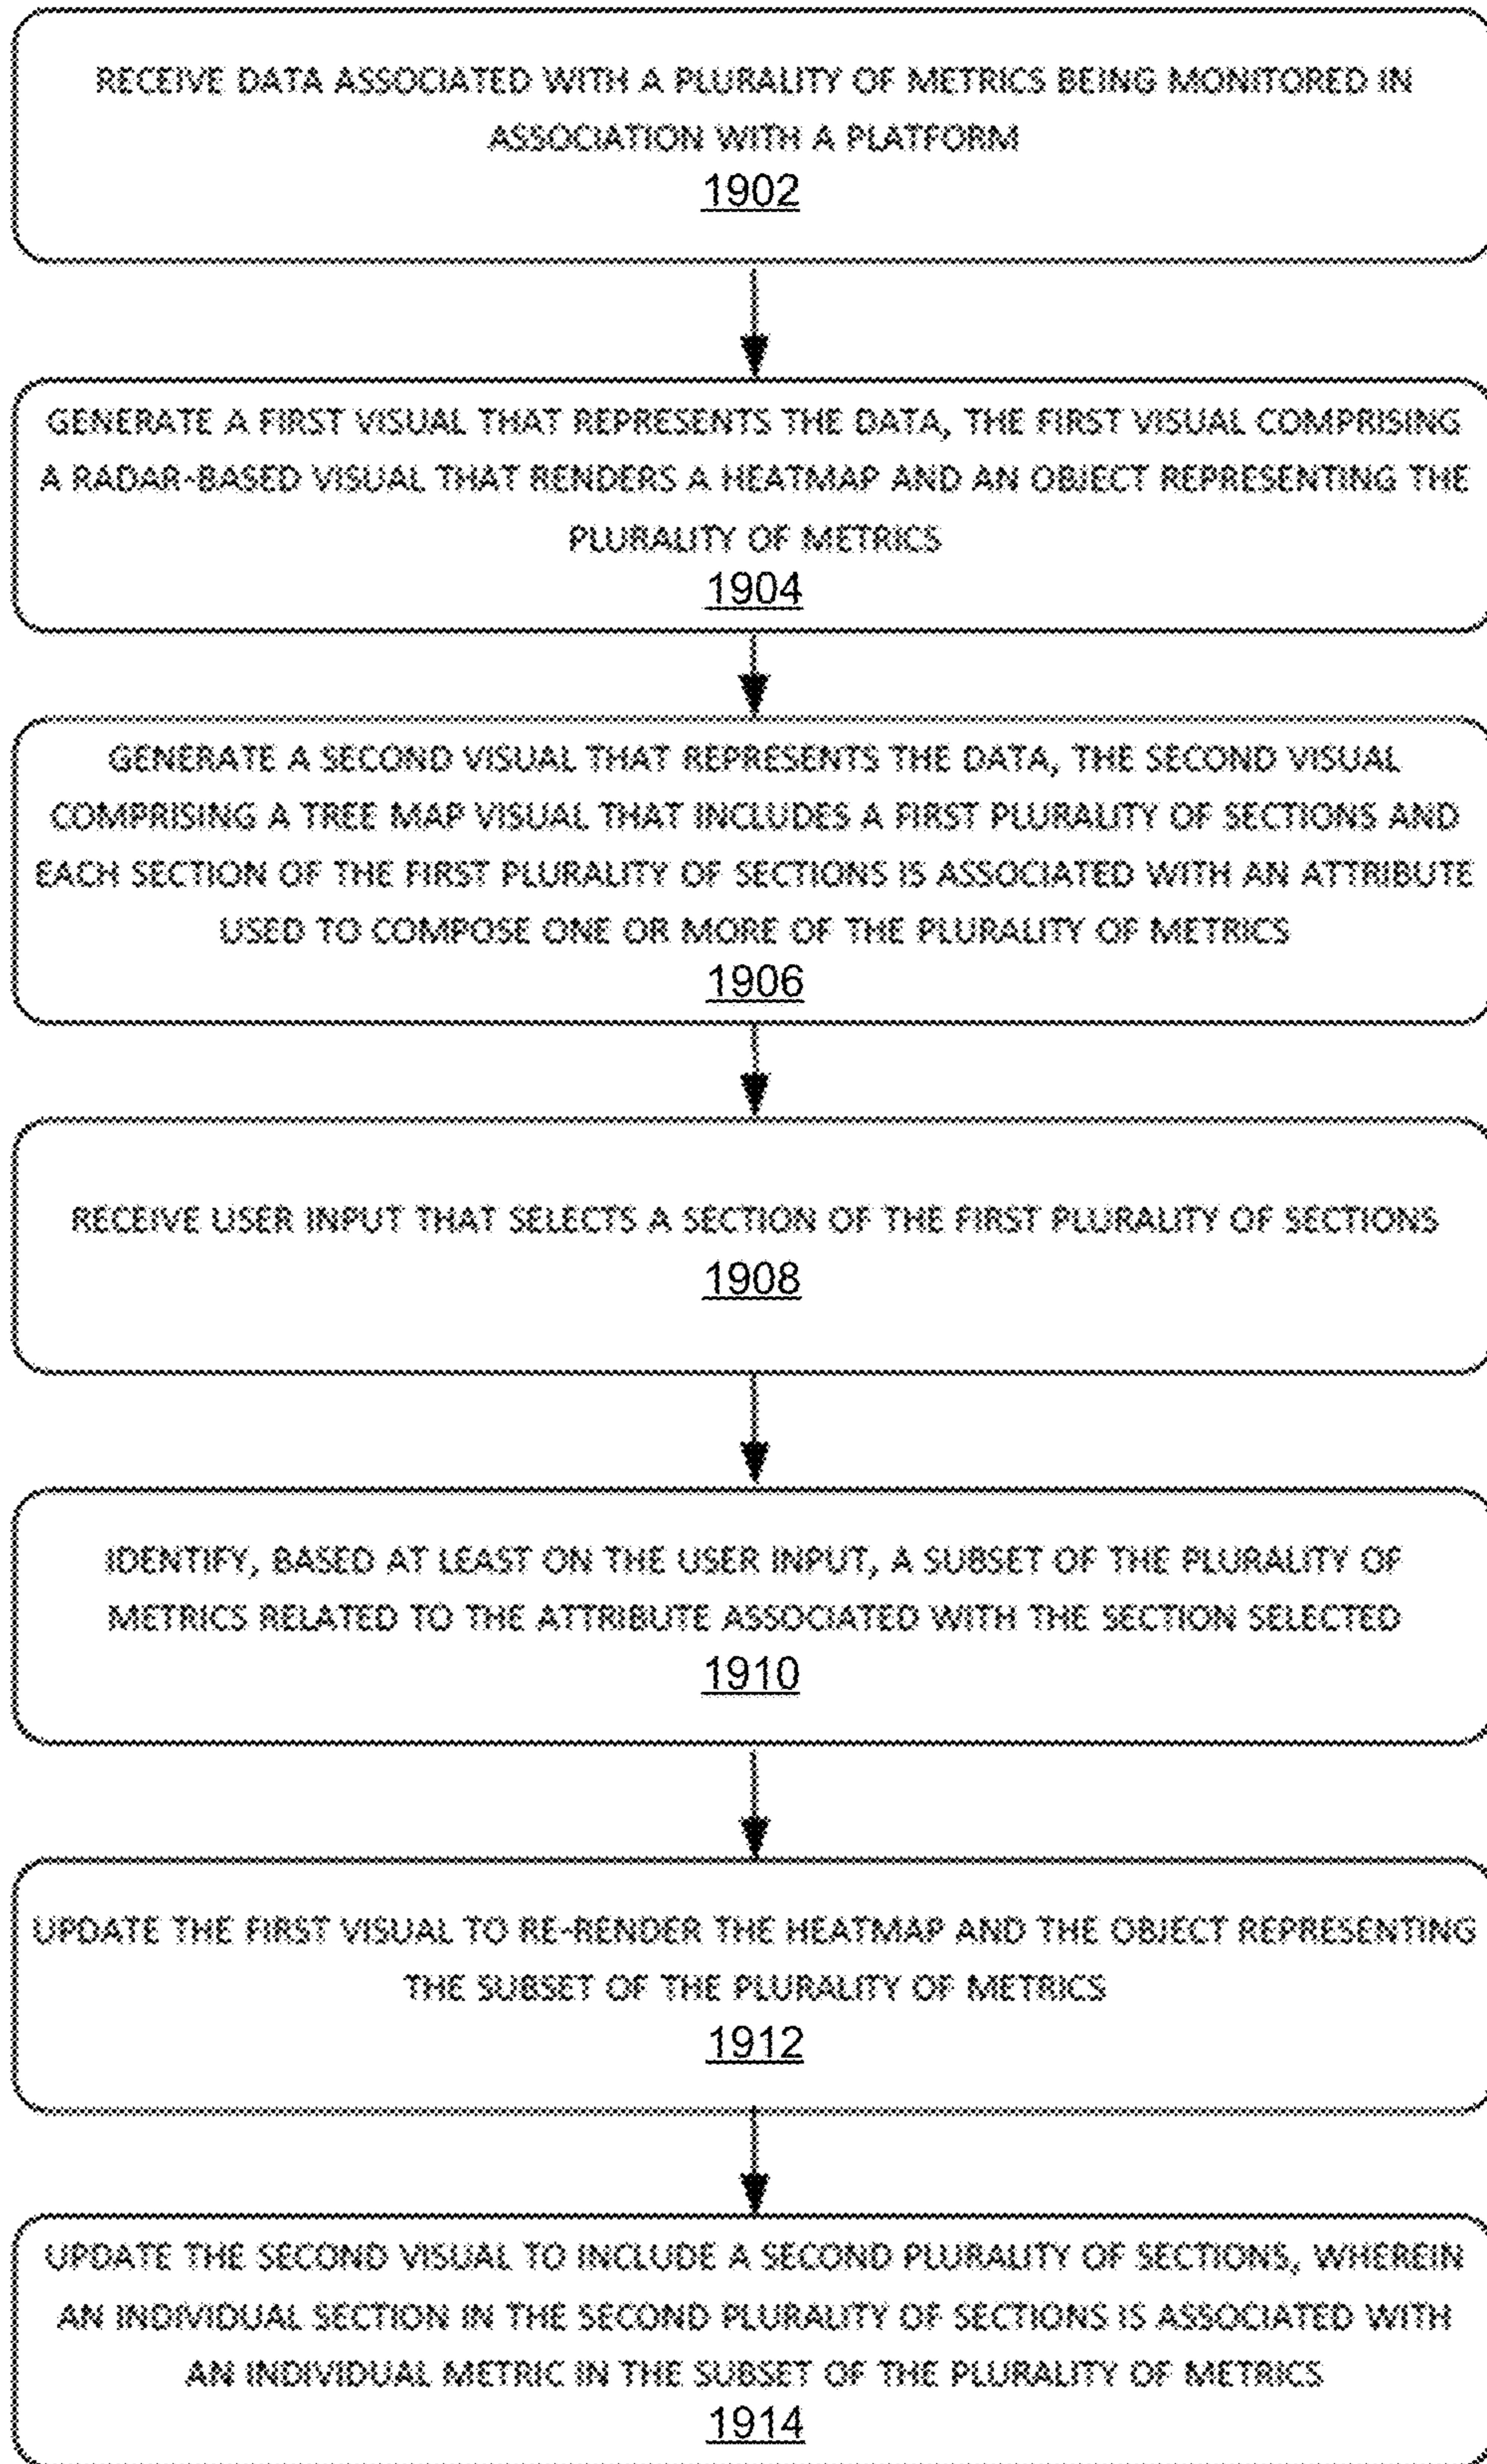 RECEIVE DATA ASSOCIATED WITH A PLURALITY OF METRICS BEING MONITORED IN
ASSOCIATION WITH A PLATFORM
1902
GENERATE A FIRST VISUAL THAT REPRESENTS THE DATA, THE FIRST VISUAL COMPRISING
A RADAR-BASED VISUAL THAT RENDERS A HEATMAP AND AN OBJECT REPRESENTING THE
PLURALITY OF METRICS
1904
GENERATE A SECOND VISUAL THAT REPRESENTS THE DATA, THE SECOND VISUAL
COMPRISING A TREE MAP VISUAL THAT INCLUDES A FIRST PLURALITY OF SECTIONS AND
EACH SECTION OF THE FIRST PLURALITY OF SECTIONS IS ASSOCIATED WITH AN ATTRIBUTE
USED TO COMPOSE ONE OR MORE OF THE PLURALITY OF METRICS
1906
RECEIVE USER INPUT THAT SELECTS A SECTION OF THE FIRST PLURALITY OF SECTIONS
1908
IDENTIFY, BASED AT LEAST ON THE USER INPUT, A SUBSET OF THE PLURALITY OF
METRICS RELATED TO THE ATTRIBUTE ASSOCIATED WITH THE SECTION SELECTED
1910
UPDATE THE FIRST VISUAL TO RE-RENDER THE HEATMAP AND THE OBJECT REPRESENTING
THE SUBSET OF THE PLURALITY OF METRICS
1912
UPDATE THE SECOND VISUAL TO INCLUDE A SECOND PLURALITY OF SECTIONS, WHEREIN
AN INDIVIDUAL SECTION IN THE SECOND PLURALITY OF SECTIONS IS ASSOCIATED WITH
AN INDIVIDUAL METRIC IN THE SUBSET OF THE PLURALITY OF METRICS
1914